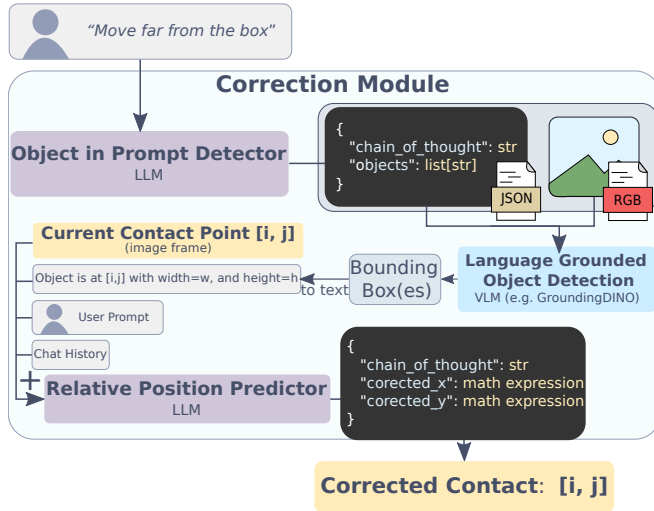 “Move far from the box”
Correction Module
Object in Prompt Detector
LLM
{
"chain_of_thought": str
"objects": list[str]
}
JSON
RGB
Current Contact Point [i, j]
(image frame)
Object is at [i,j] with width=w, and height=h
to text
Bounding
Box(es)
Language Grounded
Object Detection
VLM (e.g. GroundingDINO)
User Prompt
Chat History
+
Relative Position Predictor
LLM
{
"chain_of_thought": str
"corected_x": math expression
"corected_y": math expression
}
Corrected Contact: [i, j]